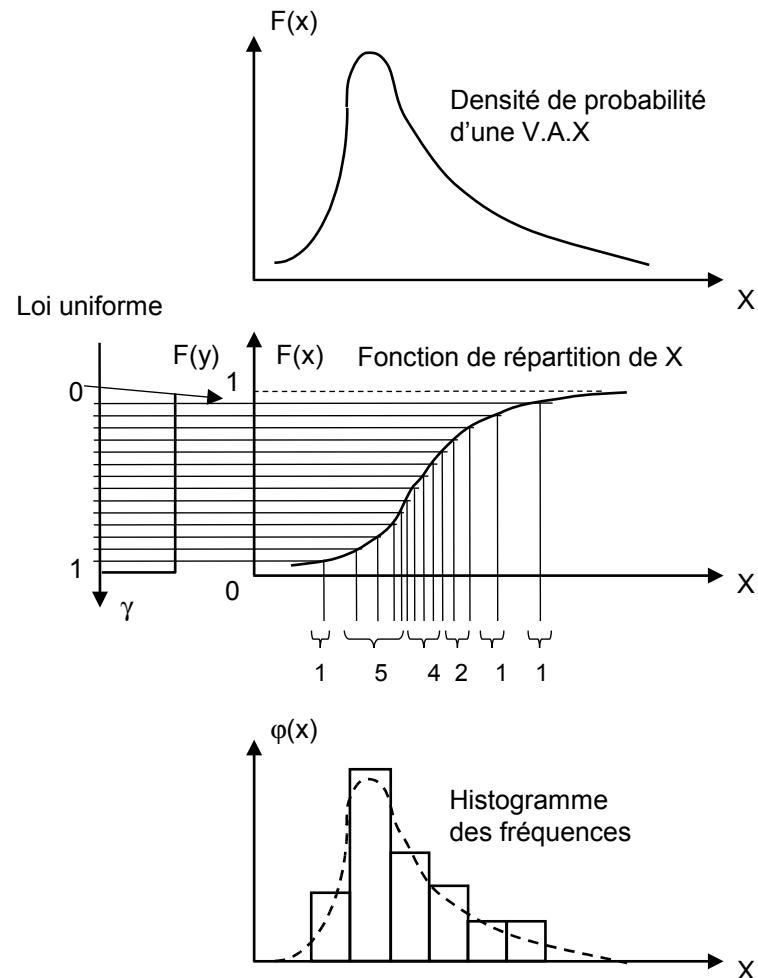 F(x)
Densité de probabilité
d'une V.A.X
X
Loi uniforme
F(y)
F(x)
Fonction de répartition de X
0
1
1
0
γ
X
1 5 4 2 1 1
φ(x)
Histogramme
des fréquences
X